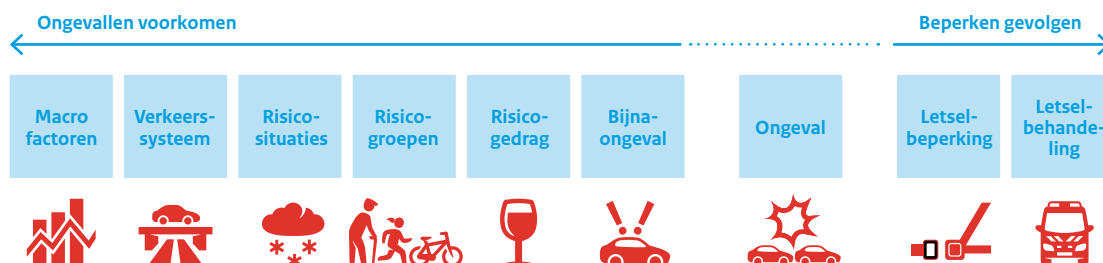 Ongevallen voorkomen
Beperken gevolgen
Macro
factoren
Verkeers-
systeem
Risico-
situaties
Risico-
groepen
Risico-
gedrag
Bijna-
ongeval
Ongeval
Letsel-
beperking
Letsel-
behande-
ling